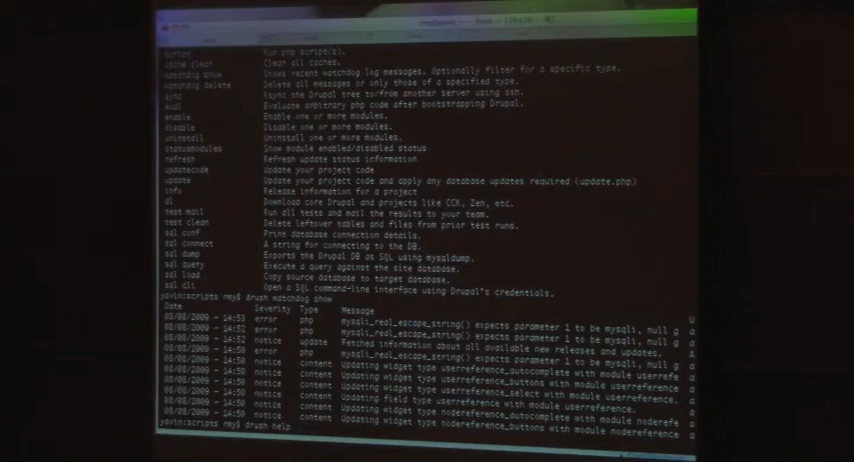 script Run php script(s).
cache clear Clear all caches.
watchdog show Shows recent watchdog log messages. Optionally filter for a specific type.
watchdog delete Delete all messages or only those of a specified type.
sync Rsync the Drupal tree to/from another server using ssh.
eval Evaluate arbitrary php code after bootstrapping Drupal.
enable Enable one or more modules.
disable Disable one or more modules.
uninstall Uninstall one or more modules.
statusmodules Show module enabled/disabled status
refresh Refresh update status information
updatecode Update your project code
update Update your project code and apply any database updates required (update.php)
info Release information for a project
dl Download core Drupal and projects like CCK, Zen, etc.
test mail Run all tests and mail the results to your team.
test clean Delete leftover tables and files from prior test runs.
sql conf Print database connection details.
sql connect A string for connecting to the DB.
sql dump Exports the Drupal DB as SQL using mysqldump.
sql query Execute a query against the site database.
sql load Copy source database to target database.
sql cli Open a SQL command-line interface using Drupal's credentials.
yavin:scripts rmy$ drush watchdog show
Date Severity Type Message U
08/08/2009 - 14:53 error php mysqli_real_escape_string() expects parameter 1 to be mysqli, null g a
08/08/2009 - 14:52 error php mysqli_real_escape_string() expects parameter 1 to be mysqli, null g a
08/08/2009 - 14:52 notice update Fetched information about all available new releases and updates. A
08/08/2009 - 14:50 error php mysqli_real_escape_string() expects parameter 1 to be mysqli, null g a
08/08/2009 - 14:50 notice content Updating widget type userreference_autocomplete with module userrefe a
08/08/2009 - 14:50 notice content Updating widget type userreference_buttons with module userreference a
08/08/2009 - 14:50 notice content Updating widget type userreference_select with module userreference. a
08/08/2009 - 14:50 notice content Updating field type userreference with module userreference. a
08/08/2009 - 14:50 notice content Updating widget type nodereference_autocomplete with module noderefe a
08/08/2009 - 14:50 notice content Updating widget type nodereference_buttons with module nodereference a
yavin:scripts rmy$ drush help